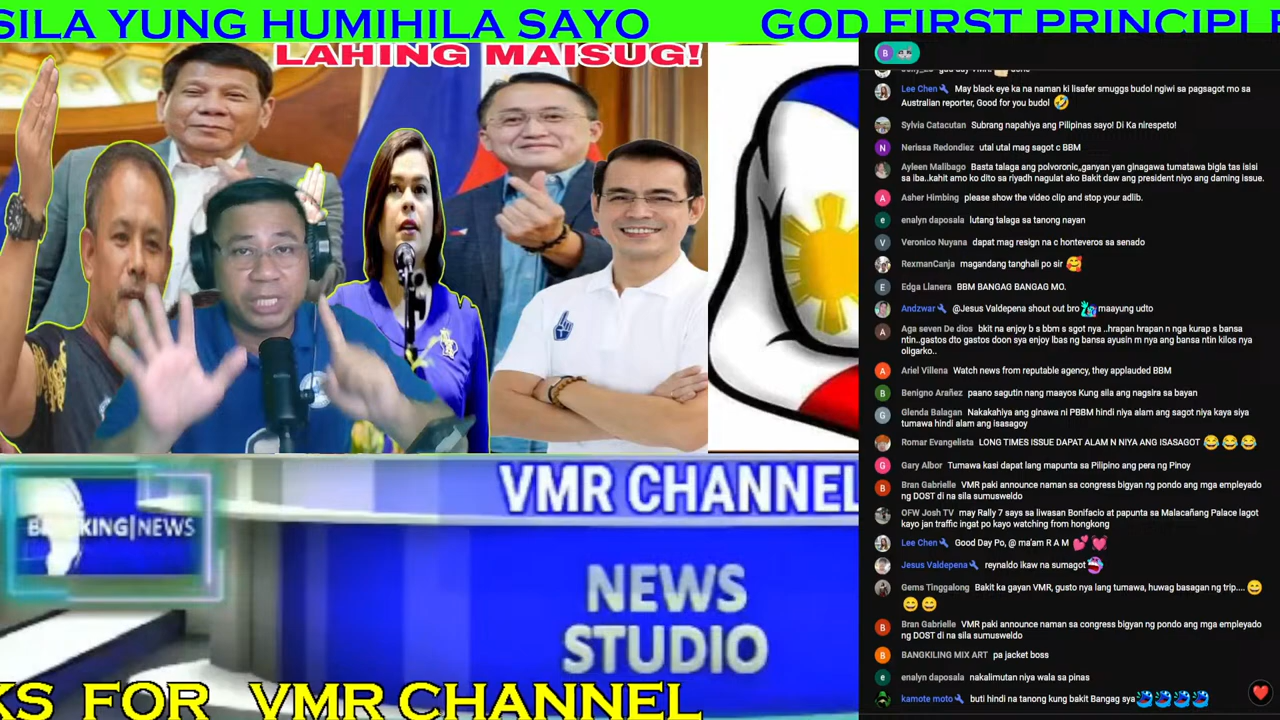 SILA YUNG HUMIHILA SAYO GOD FIRST PRINCIPLE
LAHING MAISUG!
VMR CHANNEL
BREAKING|NEWS
NEWS
STUDIO
KS FOR VMR CHANNEL
B
Lee Chen May black eye ka na naman ki lisafer smuggs budol ngiwi sa pagsagot mo sa
Australian reporter, Good for you budol 🤣
Sylvia Catacutan Subrang napahiya ang Pilipinas sayo! Di Ka nirespeto!
N Nerissa Redondiez utal utal mag sagot c BBM
Ayleen Malibago Basta talaga ang polvoronic,,ganyan yan ginagawa tumatawa bigla tas isisi
sa iba..kahit amo ko dito sa riyadh nagulat ako Bakit daw ang president niyo ang daming issue.
A Asher Himbing please show the video clip and stop your adlib.
e enalyn daposala lutang talaga sa tanong nayan
V Veronico Nuyana dapat mag resign na c honteveros sa senado
RexmanCanja magandang tanghali po sir 🥰
E Edga Llanera BBM BANGAG BANGAG MO.
Andzwar @Jesus Valdepena shout out bro maayung udto
A Aga seven De dios bkit na enjoy b s bbm s sgot nya ..hrapan hrapan n nga kurap s bansa
ntin..gastos dto gastos doon sya enjoy lbas ng bansa ayusin m nya ang bansa ntin kilos nya
oligarko..
A Ariel Villena Watch news from reputable agency, they applauded BBM
B Benigno Arañez paano sagutin nang maayos Kung sila ang nagsira sa bayan
G Glenda Balagan Nakakahiya ang ginawa ni PBBM hindi niya alam ang sagot niya kaya siya
tumawa hindi alam ang isasagoy
Romar Evangelista LONG TIMES ISSUE DAPAT ALAM N NIYA ANG ISASAGOT 😂😂😂
G Gary Albor Tumawa kasi dapat lang mapunta sa Pilipino ang pera ng Pinoy
B Bran Gabrielle VMR paki announce naman sa congress bigyan ng pondo ang mga empleyado
ng DOST di na sila sumusweldo
OFW Josh TV may Rally 7 says sa liwasan Bonifacio at papunta sa Malacañang Palace lagot
kayo jan traffic ingat po kayo watching from hongkong
Lee Chen Good Day Po, @ ma'am R A M 💕💓
Jesus Valdepena reynaldo ikaw na sumagot
Gems Tinggalong Bakit ka gayan VMR, gusto nya lang tumawa, huwag basagan ng trip.... 😄
😄😄
B Bran Gabrielle VMR paki announce naman sa congress bigyan ng pondo ang mga empleyado
ng DOST di na sila sumusweldo
B BANGKILING MIX ART pa jacket boss
e enalyn daposala nakalimutan niya wala sa pinas
kamote moto buti hindi na tanong kung bakit Bangag sya